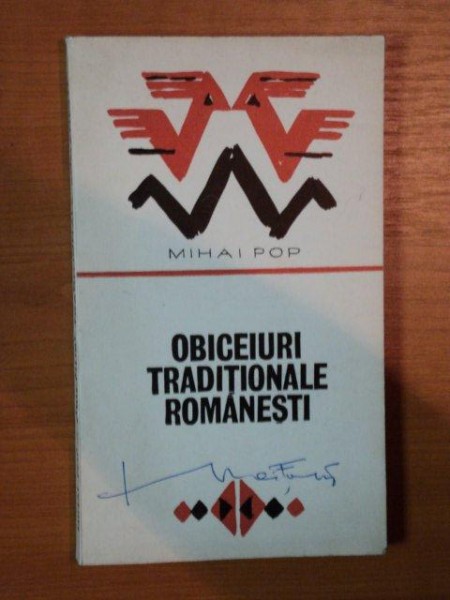 MIHAI POP
OBICEIURI
TRADIȚIONALE
ROMÂNEȘTI